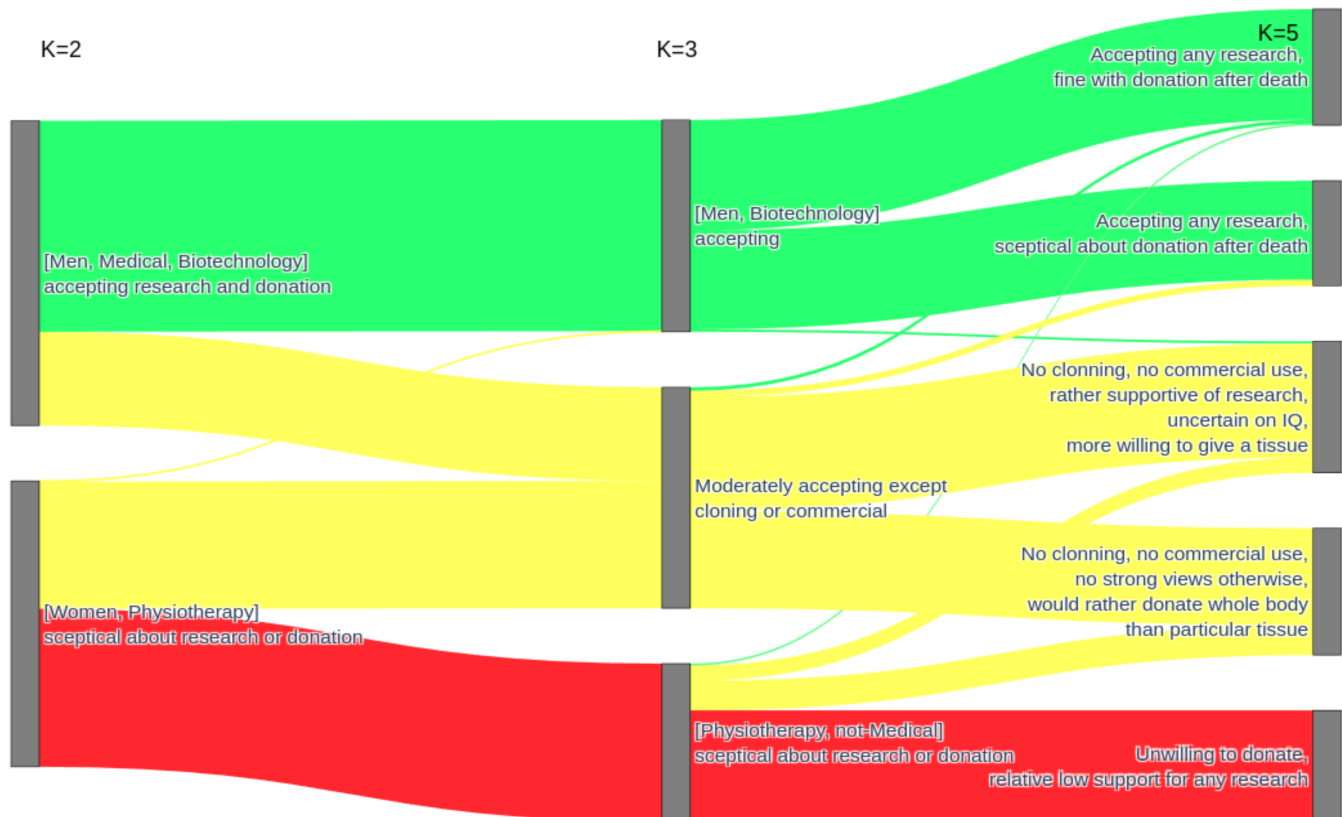 K=2
K=3
K=5
Accepting any research,
fine with donation after death
[Men, Medical, Biotechnology]
accepting research and donation
[Men, Biotechnology]
accepting
Accepting any research,
sceptical about donation after death
No clonning, no commercial use,
rather supportive of research,
uncertain on IQ,
more willing to give a tissue
Moderately accepting except
cloning or commercial
No clonning, no commercial use,
no strong views otherwise,
would rather donate whole body
than particular tissue
[Women, Physiotherapy]
sceptical about research or donation
[Physiotherapy, not-Medical]
sceptical about research or donation
Unwilling to donate,
relative low support for any research